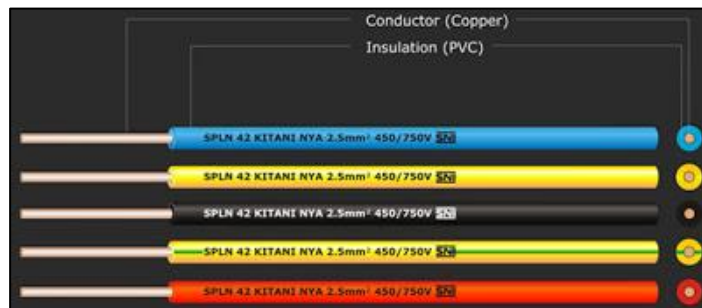 Conductor (Copper)
Insulation (PVC)
SPLN 42 KITANI NYA 2.5mm² 450/750V SNI
SPLN 42 KITANI NYA 2.5mm² 450/750V SNI
SPLN 42 KITANI NYA 2.5mm² 450/750V SNI
SPLN 42 KITANI NYA 2.5mm² 450/750V SNI
SPLN 42 KITANI NYA 2.5mm² 450/750V SNI